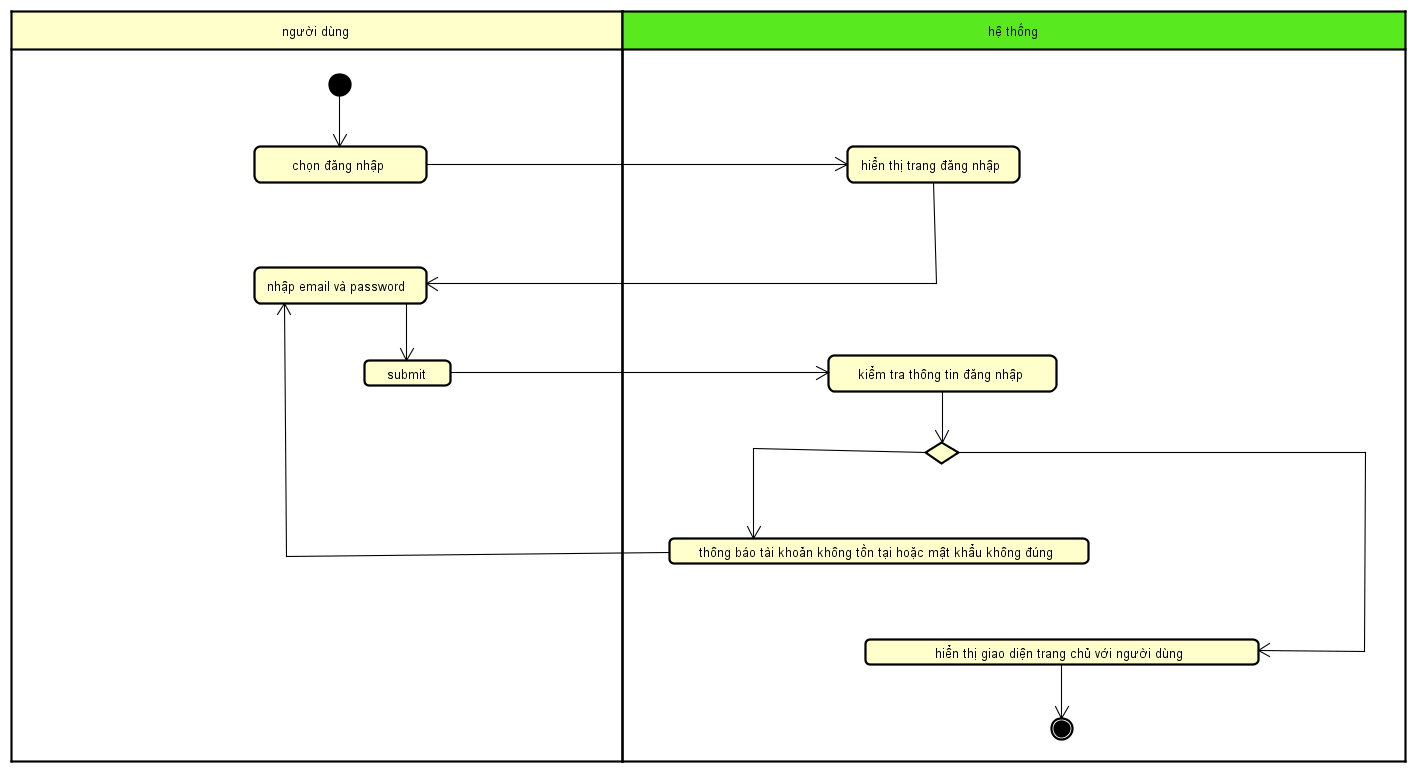 người dùng
hệ thống
chọn đăng nhập
hiển thị trang đăng nhập
nhập email và password
submit
kiểm tra thông tin đăng nhập
thông báo tài khoản không tồn tại hoặc mật khẩu không đúng
hiển thị giao diện trang chủ với người dùng